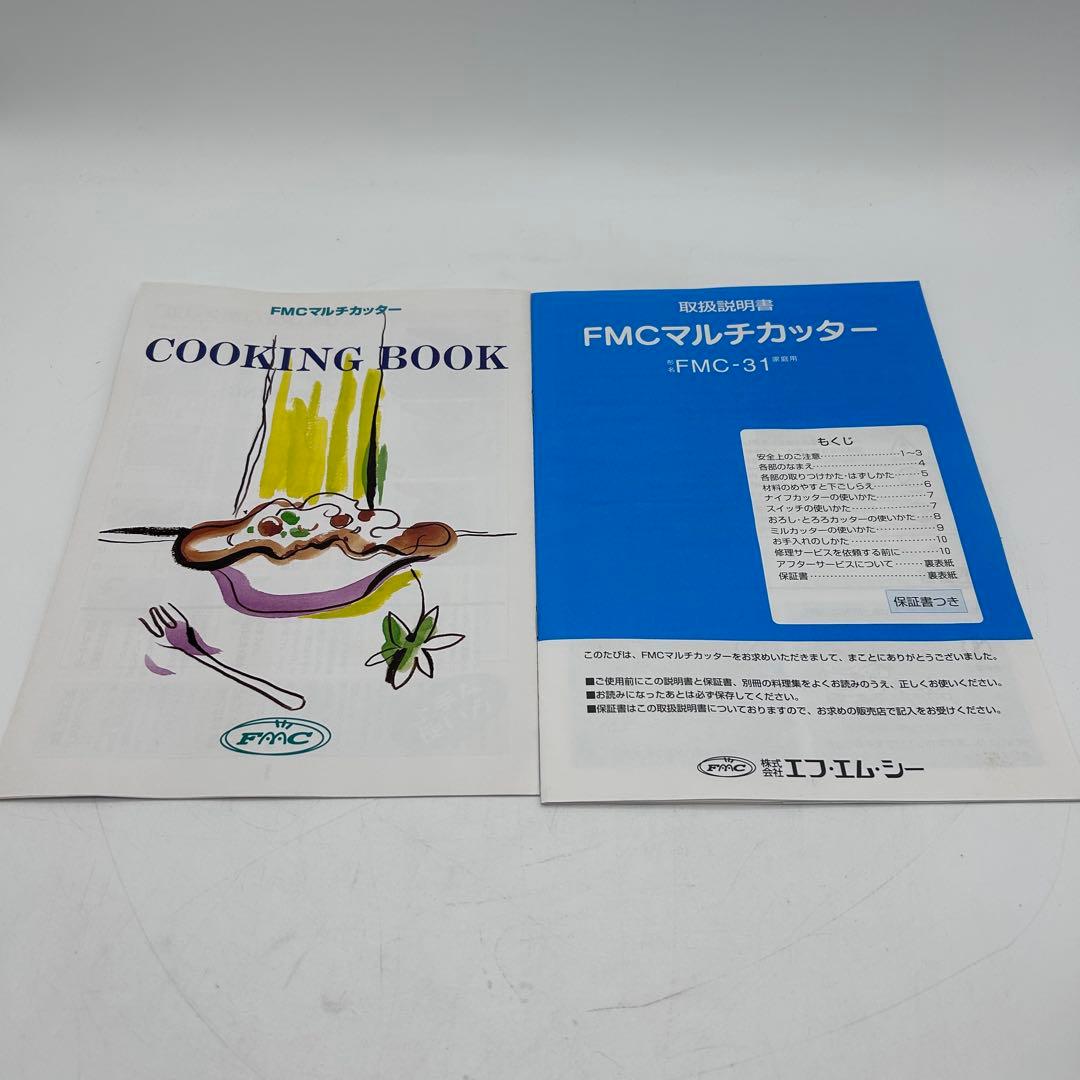 FMCマルチカッター
COOKING BOOK
FMC
取扱説明書
FMCマルチカッター
形名 FMC-31 家庭用
もくじ
安全上のご注意……………………1〜3
各部のなまえ……………………………4
各部の取りつけかた・はずしかた……5
材料のめやすと下ごしらえ……………6
ナイフカッターの使いかた……………7
スイッチの使いかた……………………7
おろし・とろろカッターの使いかた…8
ミルカッターの使いかた………………9
お手入れのしかた………………………10
修理サービスを依頼する前に…………10
アフターサービスについて………裏表紙
保証書………………………………裏表紙
保証書つき
このたびは、FMCマルチカッターをお求めいただきまして、まことにありがとうございました。
■ご使用前にこの説明書と保証書、別冊の料理集をよくお読みのうえ、正しくお使いください。
■お読みになったあとは必ず保存してください。
■保証書はこの取扱説明書についておりますので、お求めの販売店で記入をお受けください。
FMC 株式会社 エフ・エム・シー